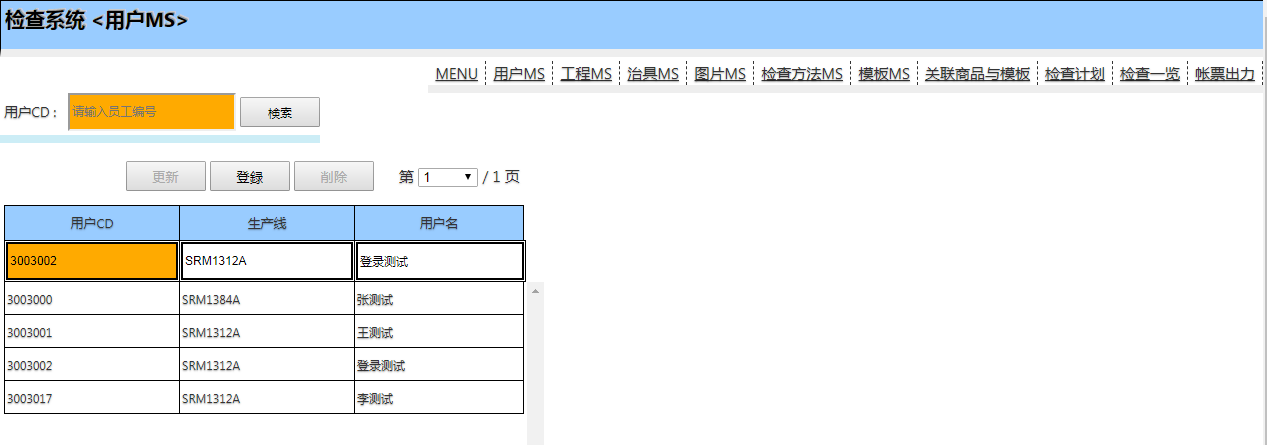 检查系统 <用户MS>
MENU 用户MS 工程MS 治具MS 图片MS 检查方法MS 模板MS 关联商品与模板 检查计划 检查一览 帐票出力
用户CD： 请输入员工编号 検索
更新 登録 削除 第 1 / 1 页
用户CD 生产线 用户名
3003002 SRM1312A 登录测试
3003000 SRM1384A 张测试
3003001 SRM1312A 王测试
3003002 SRM1312A 登录测试
3003017 SRM1312A 李测试